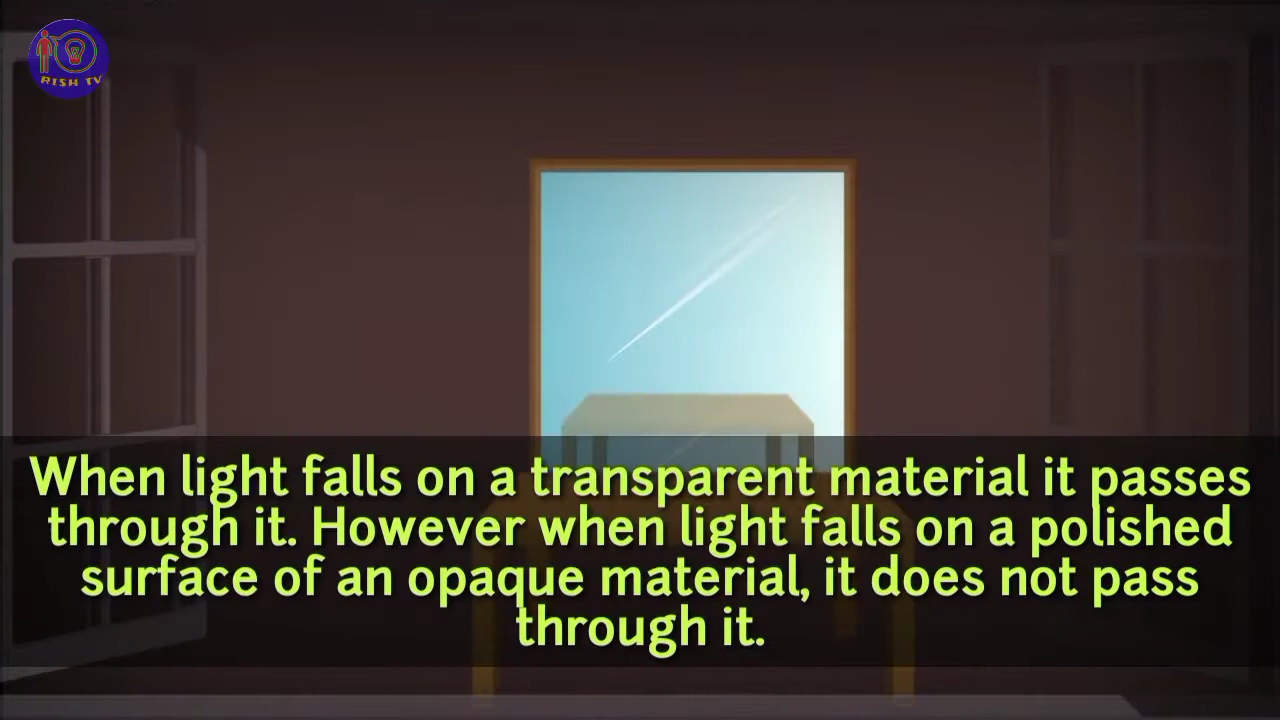 RISH TV
When light falls on a transparent material it passes
through it. However when light falls on a polished
surface of an opaque material, it does not pass
through it.